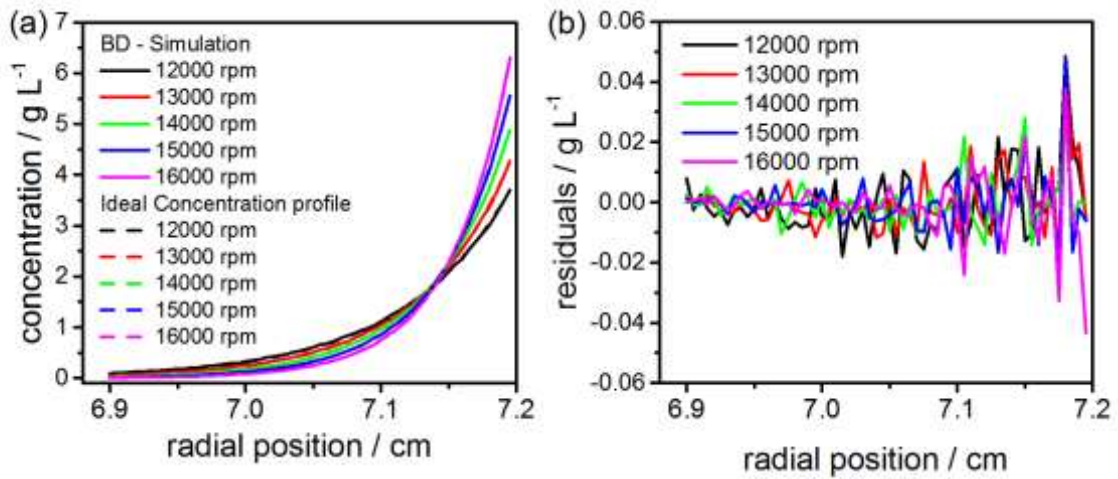 (a)
7
6
5
4
3
2
1
0
concentration / g L⁻¹
BD - Simulation
12000 rpm
13000 rpm
14000 rpm
15000 rpm
16000 rpm
Ideal Concentration profile
12000 rpm
13000 rpm
14000 rpm
15000 rpm
16000 rpm
6.9 7.0 7.1 7.2
radial position / cm
(b)
0.06
0.04
0.02
0.00
-0.02
-0.04
-0.06
residuals / g L⁻¹
12000 rpm
13000 rpm
14000 rpm
15000 rpm
16000 rpm
6.9 7.0 7.1 7.2
radial position / cm